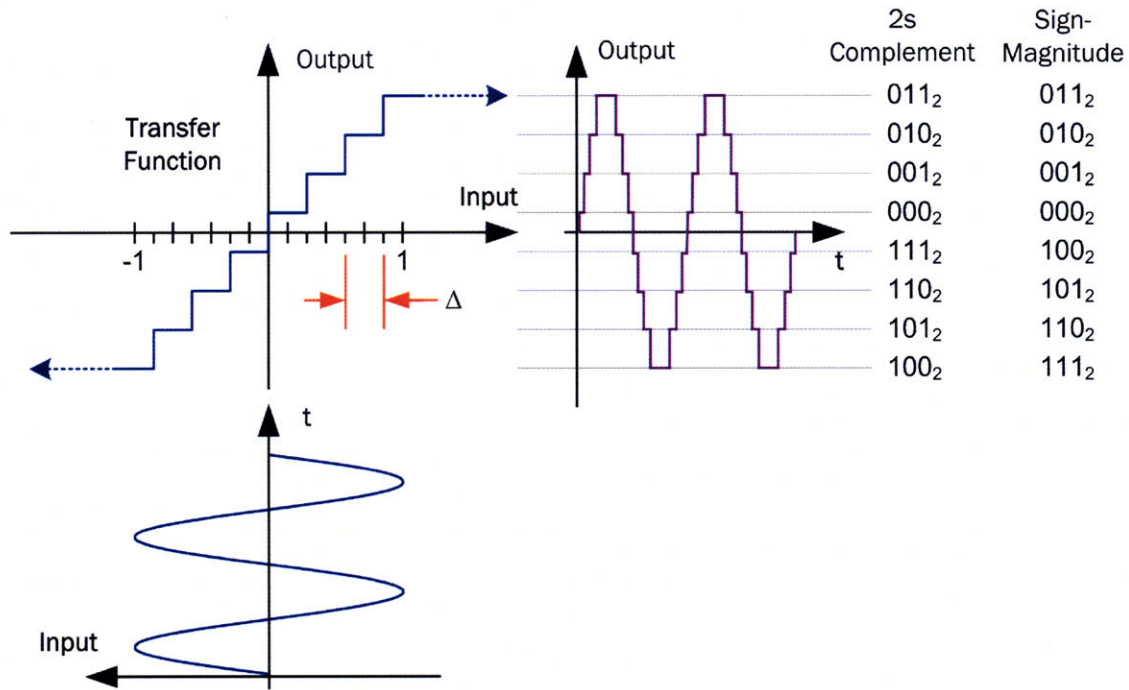 2s Complement
Sign-Magnitude
Output
Output
Transfer
Function
Input
-1
1
Δ
t
011₂ 011₂
010₂ 010₂
001₂ 001₂
000₂ 000₂
111₂ 100₂
110₂ 101₂
101₂ 110₂
100₂ 111₂
t
Input